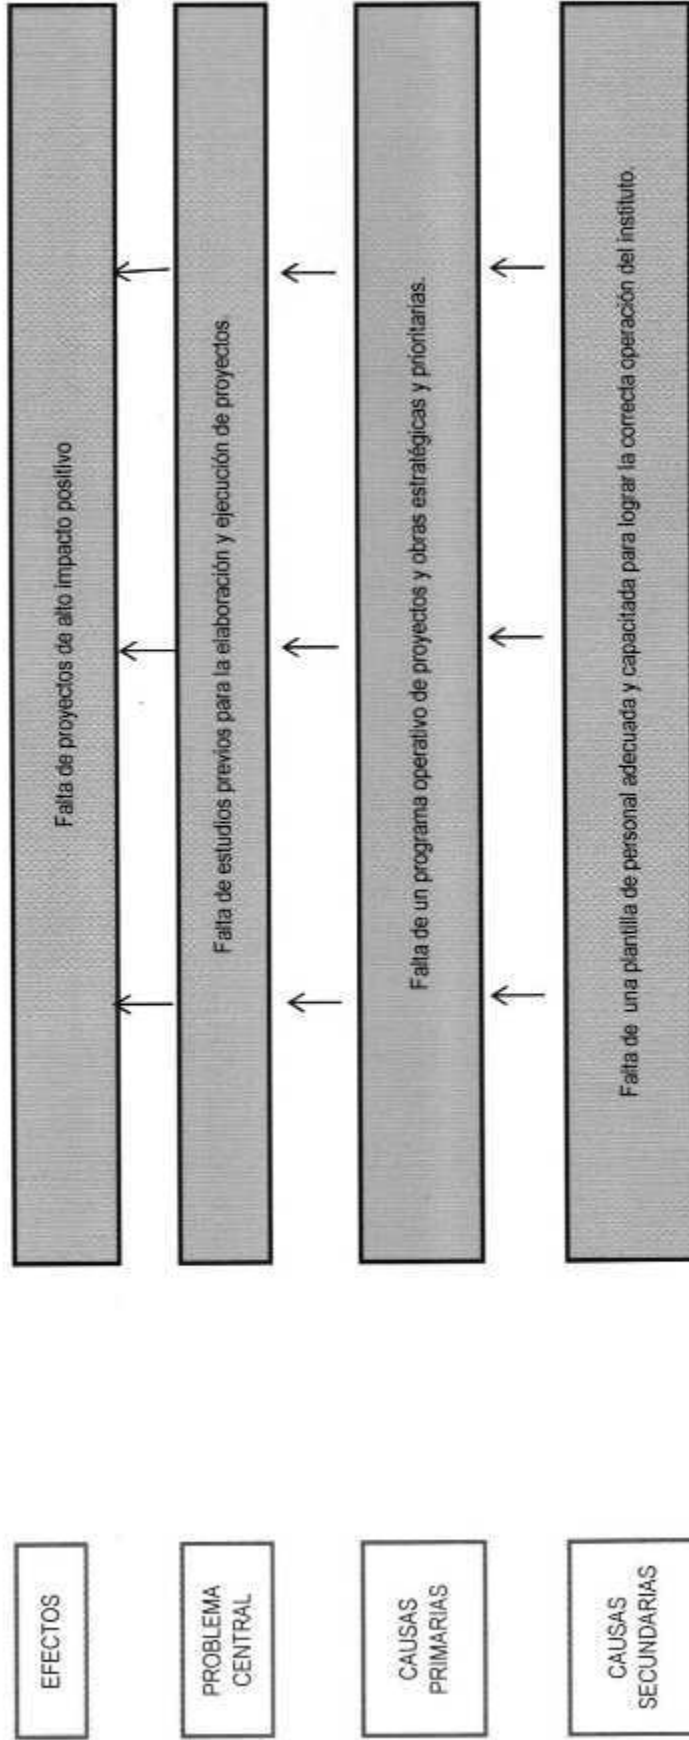 EFECTOS
Falta de proyectos de alto impacto positivo
PROBLEMA
CENTRAL
Falta de estudios previos para la elaboración y ejecución de proyectos.
CAUSAS
PRIMARIAS
Falta de un programa operativo de proyectos y obras estratégicas y prioritarias.
CAUSAS
SECUNDARIAS
Falta de una plantilla de personal adecuada y capacitada para lograr la correcta operación del instituto.